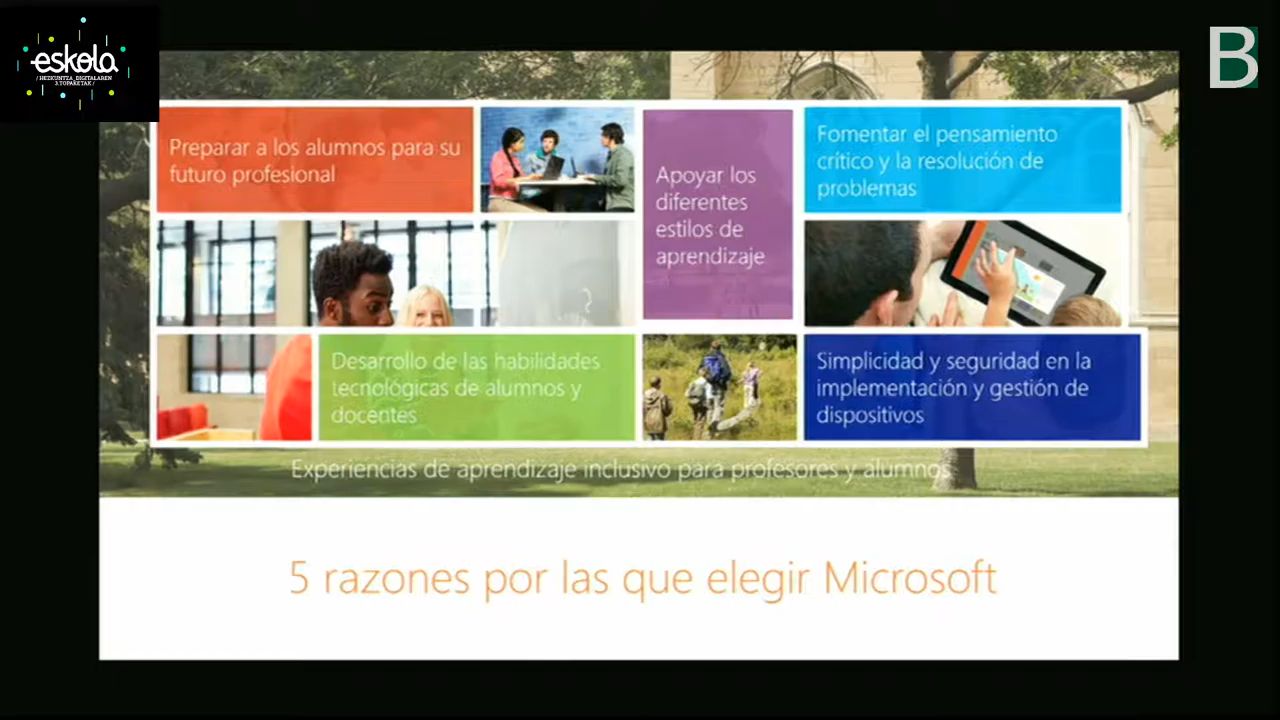 eskola
/ HEZKUNTZA_DIGITALAREN
3.TOPAKETAK /
B
Preparar a los alumnos para su
futuro profesional
Apoyar los
diferentes
estilos de
aprendizaje
Fomentar el pensamiento
crítico y la resolución de
problemas
Desarrollo de las habilidades
tecnológicas de alumnos y
docentes
Simplicidad y seguridad en la
implementación y gestión de
dispositivos
Experiencias de aprendizaje inclusivo para profesores y alumnos
5 razones por las que elegir Microsoft